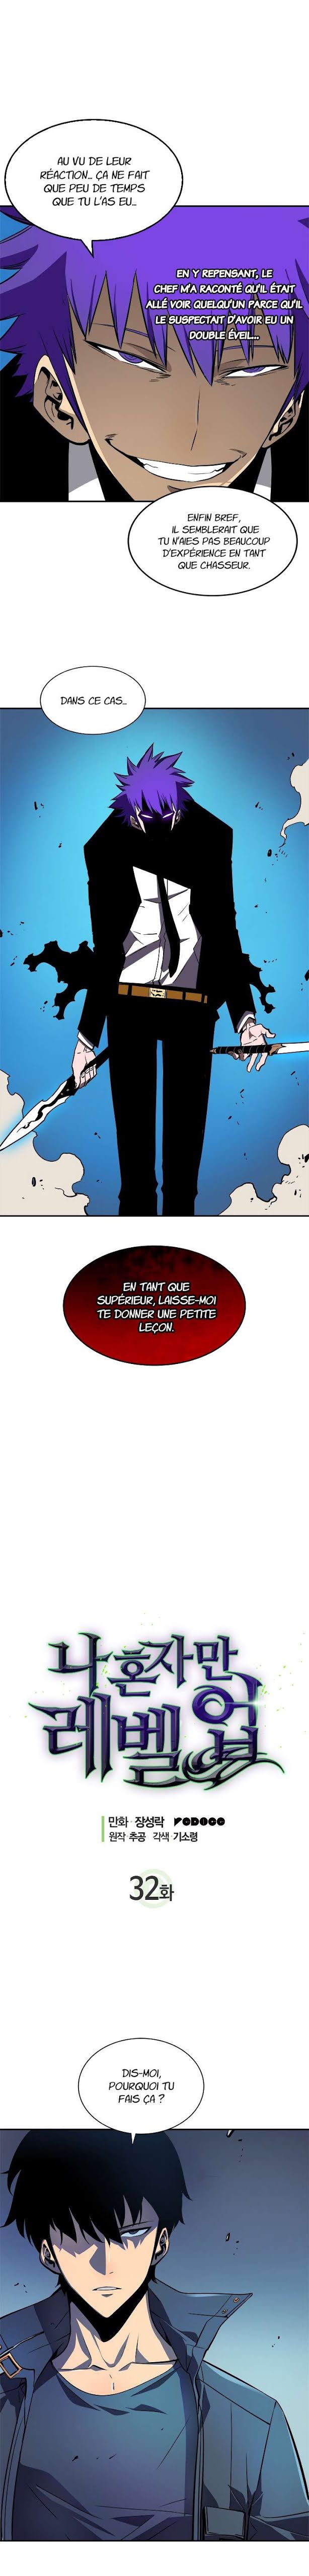 AU VU DE LEUR
RÉACTION... ÇA NE FAIT
QUE PEU DE TEMPS
QUE TU L'AS EU...
EN Y REPENSANT, LE
CHEF M'A RACONTÉ QU'IL ÉTAIT
ALLÉ VOIR QUELQU'UN PARCE QU'IL
LE SUSPECTAIT D'AVOIR EU UN
DOUBLE ÉVEIL...
ENFIN BREF,
IL SEMBLERAIT QUE
TU N'AIES PAS BEAUCOUP
D'EXPÉRIENCE EN TANT
QUE CHASSEUR.
DANS CE CAS...
EN TANT QUE
SUPÉRIEUR, LAISSE-MOI
TE DONNER UNE PETITE
LEÇON.
나 혼자만
레벨업
만화·장성락 REDICE
원작·추공 각색·기소령
32화
DIS-MOI,
POURQUOI TU
FAIS ÇA ?